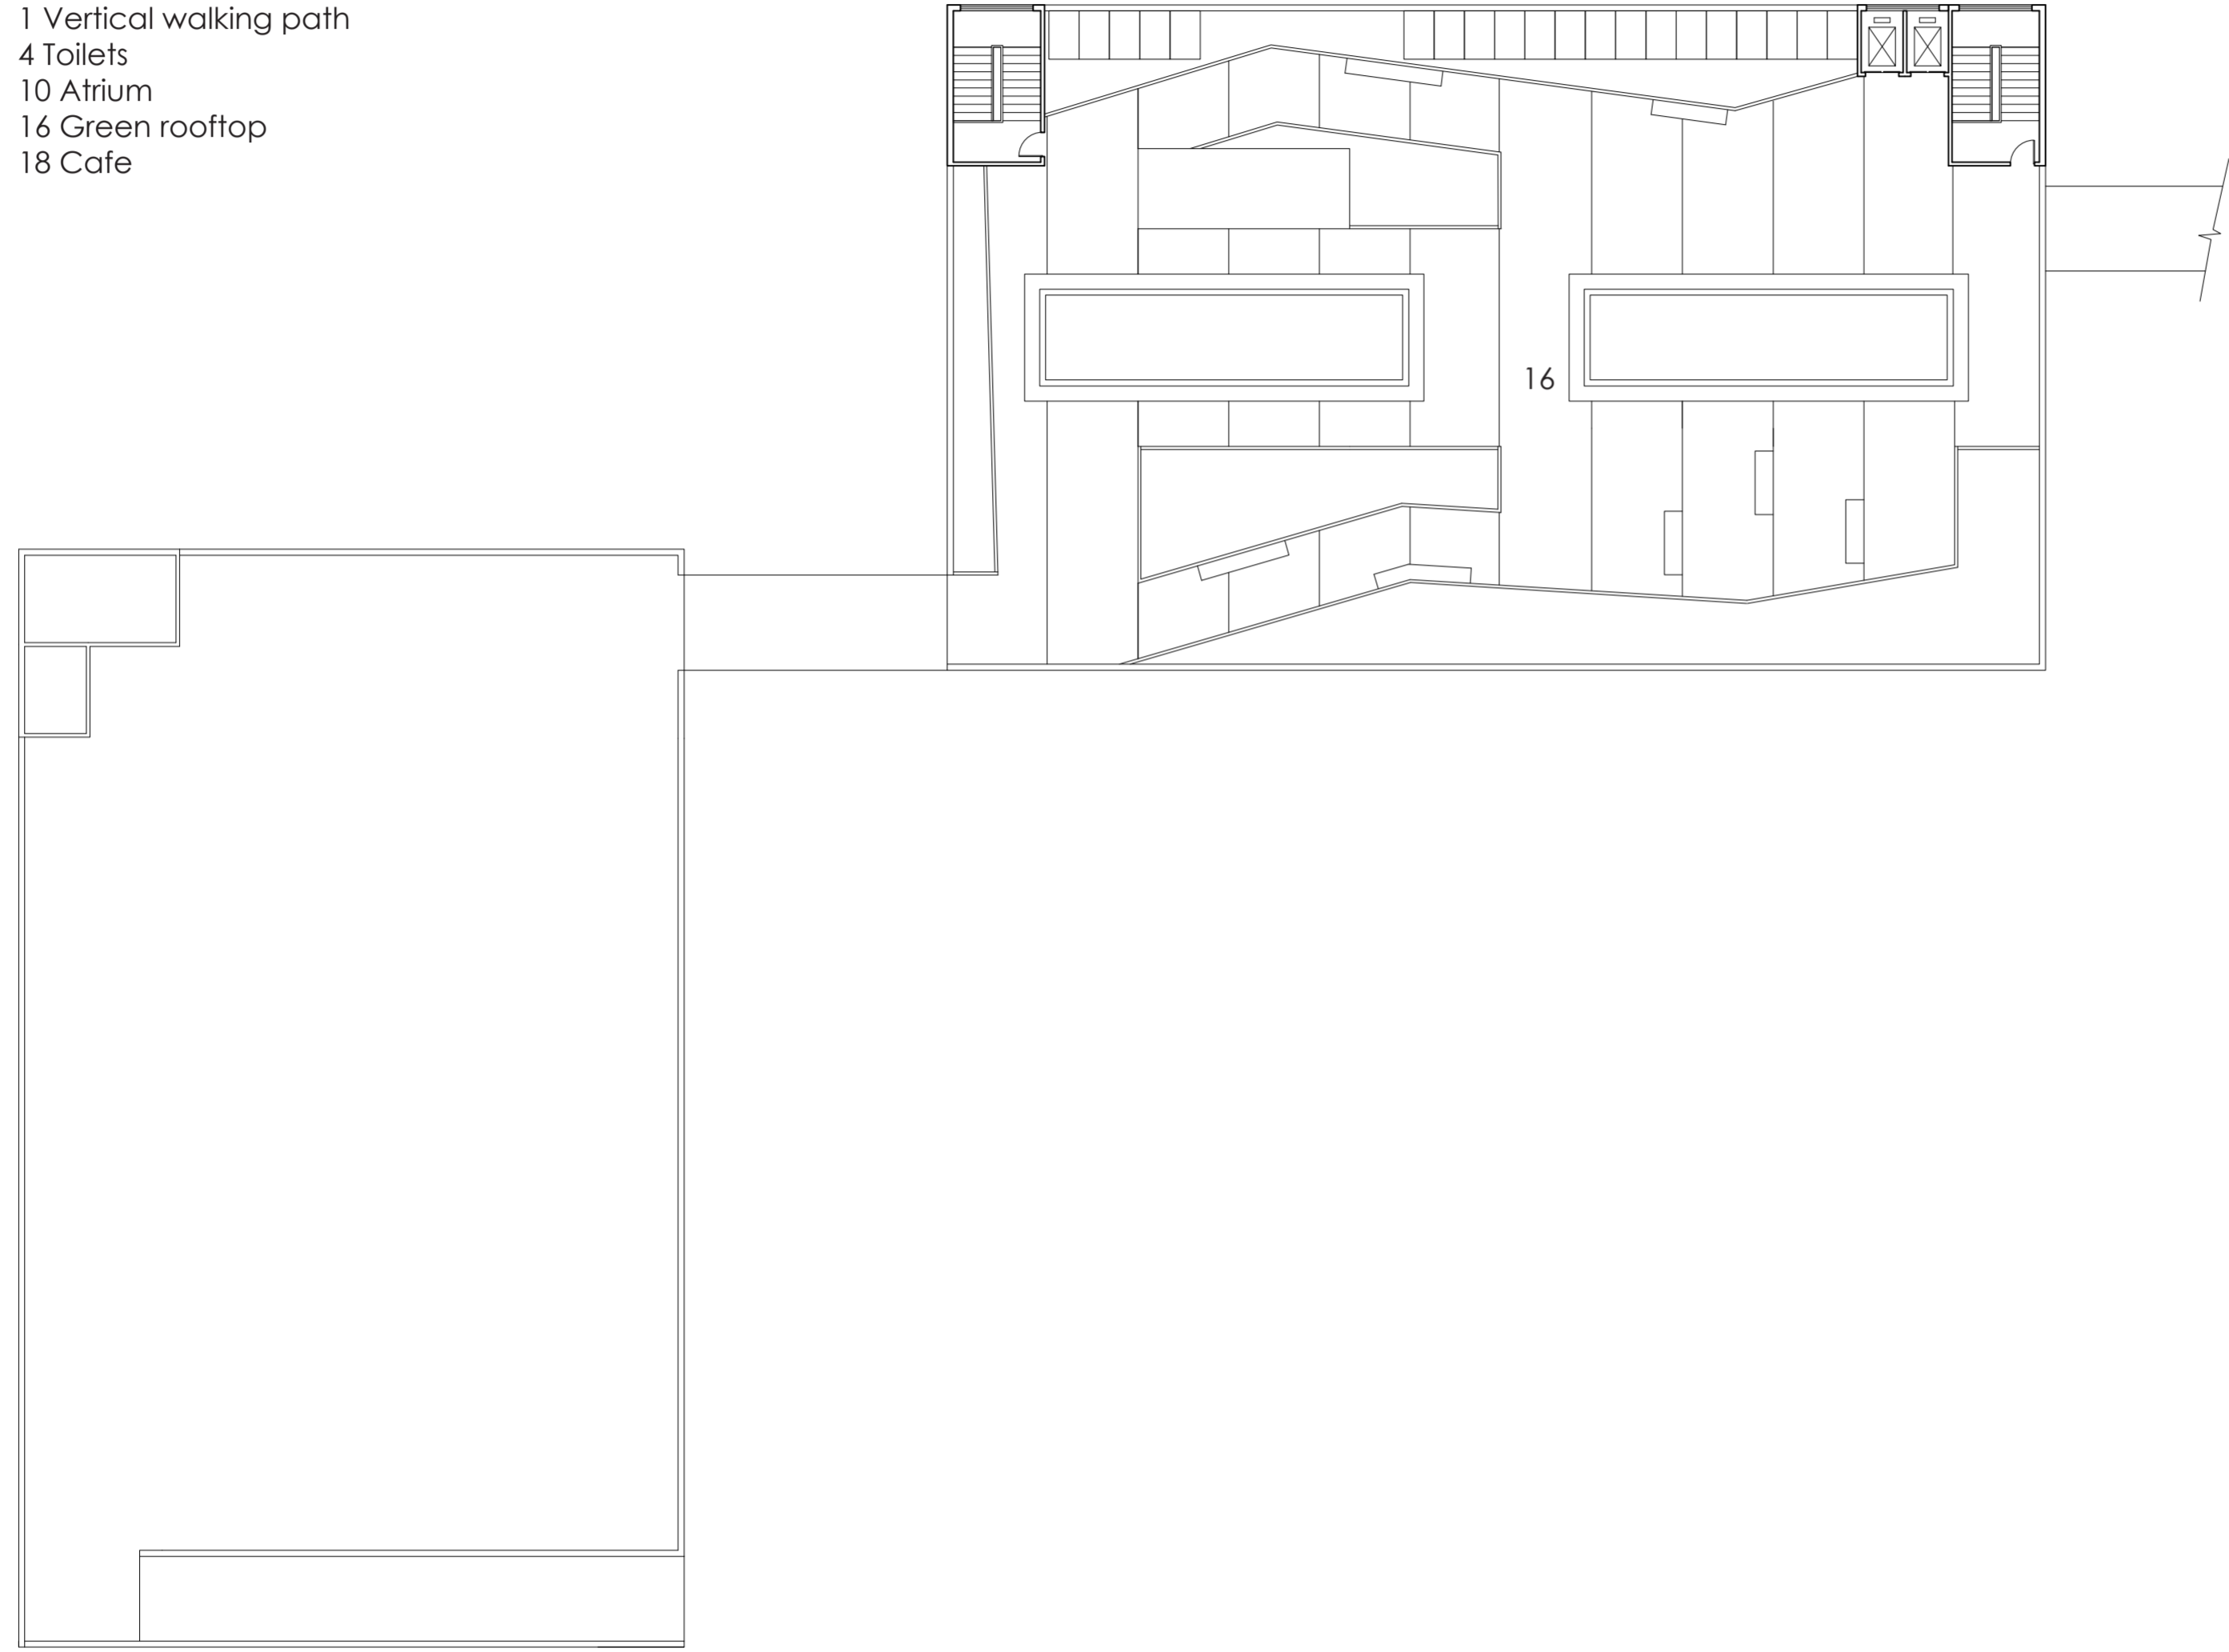 1 Vertical walking path
4 Toilets
10 Atrium
16 Green rooftop
18 Cafe
16